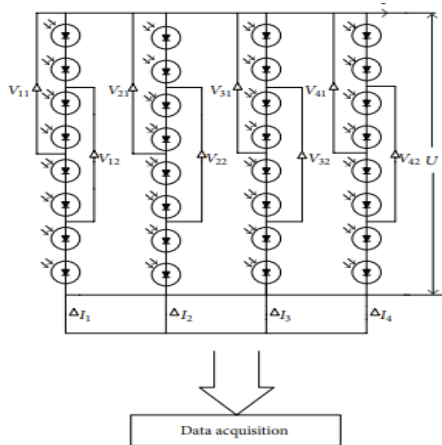 V11 V21 V31 V41
V12 V22 V32 V42 U
I1 I2 I3 I4
Data acquisition